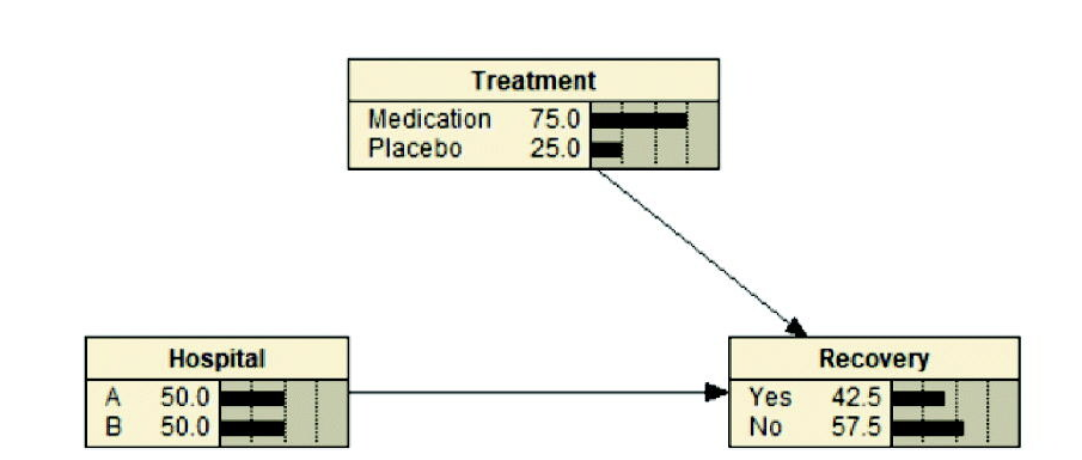 Treatment
Medication 75.0
Placebo 25.0
Hospital
A 50.0
B 50.0
Recovery
Yes 42.5
No 57.5